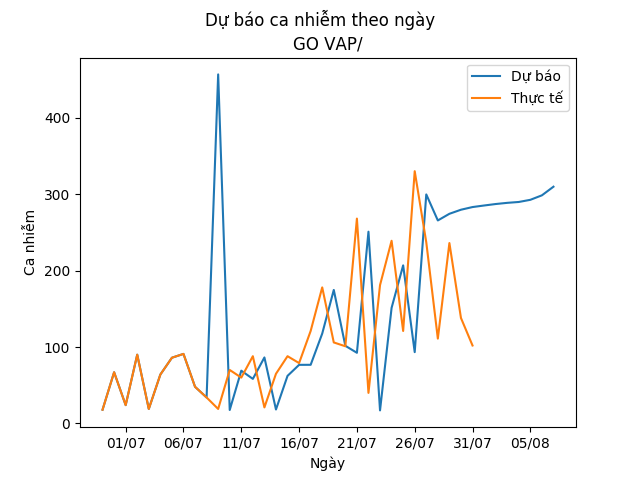 Dự báo ca nhiễm theo ngày
GO VAP/
Dự báo
Thực tế
Ca nhiễm
400
300
200
100
0
01/07 06/07 11/07 16/07 21/07 26/07 31/07 05/08
Ngày